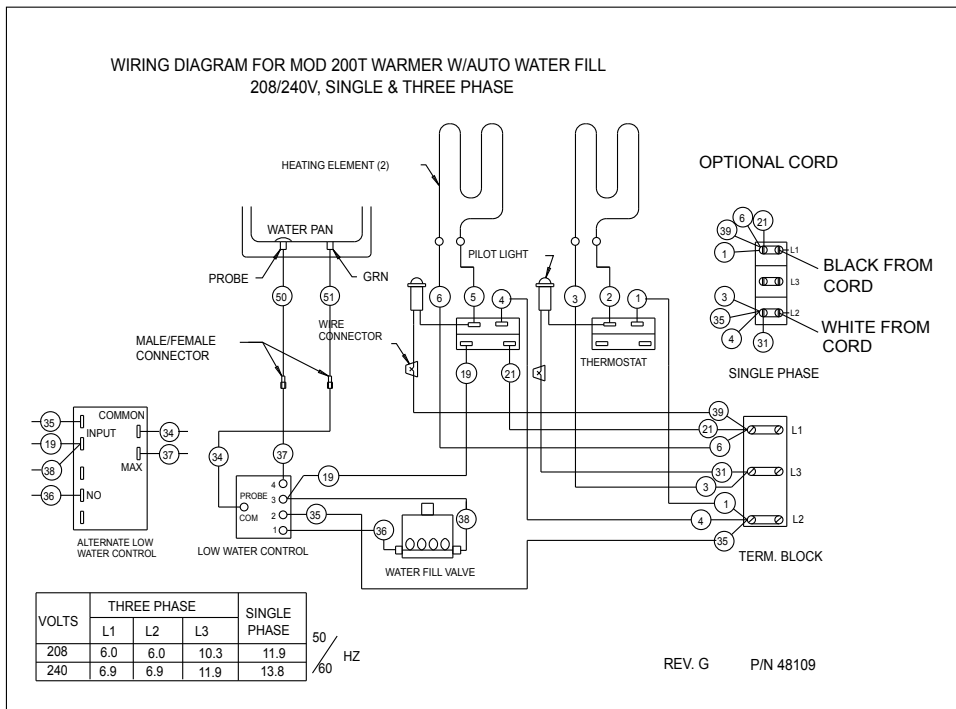 WIRING DIAGRAM FOR MOD 200T WARMER W/AUTO WATER FILL
208/240V, SINGLE & THREE PHASE
HEATING ELEMENT (2)
OPTIONAL CORD
WATER PAN
PROBE
GRN
PILOT LIGHT
6
21
39
1
L1
BLACK FROM
CORD
L3
3
35
4
31
L2
WHITE FROM
CORD
SINGLE PHASE
50
51
6
5
4
3
2
1
WIRE
CONNECTOR
THERMOSTAT
MALE/FEMALE
CONNECTOR
19
21
39
21
6
L1
31
3
L3
1
4
35
L2
TERM. BLOCK
35
19
38
36
COMMON
INPUT
MAX
NO
34
37
ALTERNATE LOW
WATER CONTROL
34
37
19
4
PROBE
3
COM
2
1
35
36
38
LOW WATER CONTROL
WATER FILL VALVE
VOLTS THREE PHASE SINGLE
PHASE
L1 L2 L3
208 6.0 6.0 10.3 11.9
240 6.9 6.9 11.9 13.8
50
/60 HZ
REV. G P/N 48109